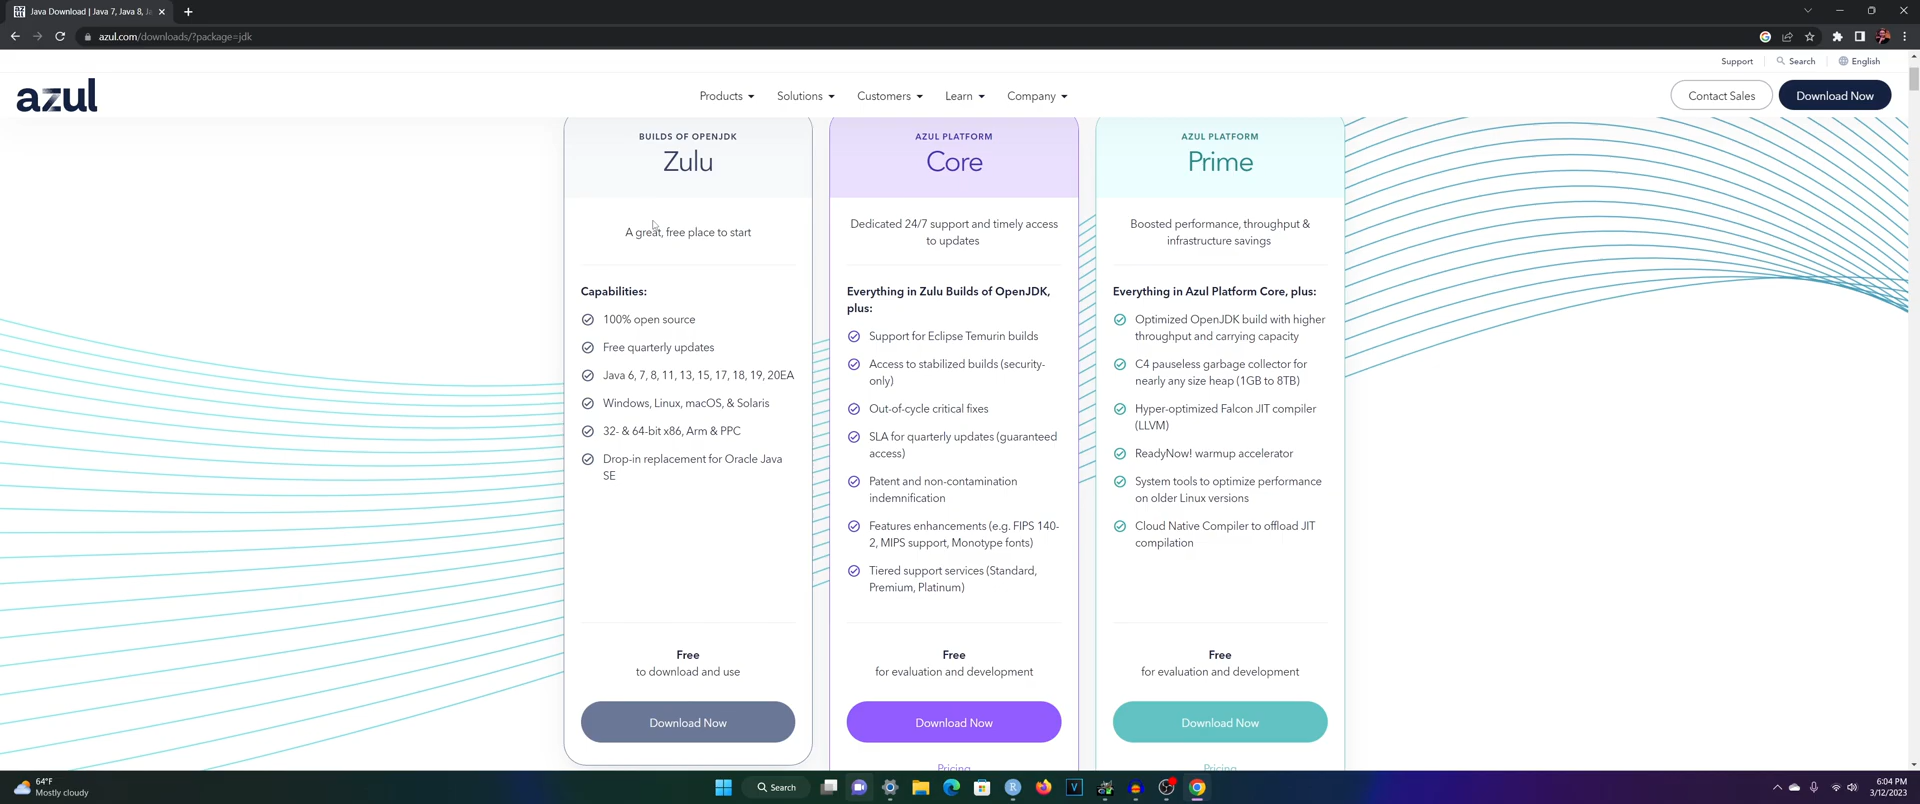 Java Download | Java 7, Java 8, Ja
azul.com/downloads/?package=jdk
Support
Search
English
azul
Products
Solutions
Customers
Learn
Company
Contact Sales
Download Now
BUILDS OF OPENJDK
Zulu
A great, free place to start
Capabilities:
100% open source
Free quarterly updates
Java 6, 7, 8, 11, 13, 15, 17, 18, 19, 20EA
Windows, Linux, macOS, & Solaris
32- & 64-bit x86, Arm & PPC
Drop-in replacement for Oracle Java
SE
Free
to download and use
Download Now
AZUL PLATFORM
Core
Dedicated 24/7 support and timely access
to updates
Everything in Zulu Builds of OpenJDK,
plus:
Support for Eclipse Temurin builds
Access to stabilized builds (security-
only)
Out-of-cycle critical fixes
SLA for quarterly updates (guaranteed
access)
Patent and non-contamination
indemnification
Features enhancements (e.g. FIPS 140-
2, MIPS support, Monotype fonts)
Tiered support services (Standard,
Premium, Platinum)
Free
for evaluation and development
Download Now
Pricing
AZUL PLATFORM
Prime
Boosted performance, throughput &
infrastructure savings
Everything in Azul Platform Core, plus:
Optimized OpenJDK build with higher
throughput and carrying capacity
C4 pauseless garbage collector for
nearly any size heap (1GB to 8TB)
Hyper-optimized Falcon JIT compiler
(LLVM)
ReadyNow! warmup accelerator
System tools to optimize performance
on older Linux versions
Cloud Native Compiler to offload JIT
compilation
Free
for evaluation and development
Download Now
Pricing
64°F
Mostly cloudy
Search
6:04 PM
3/12/2023